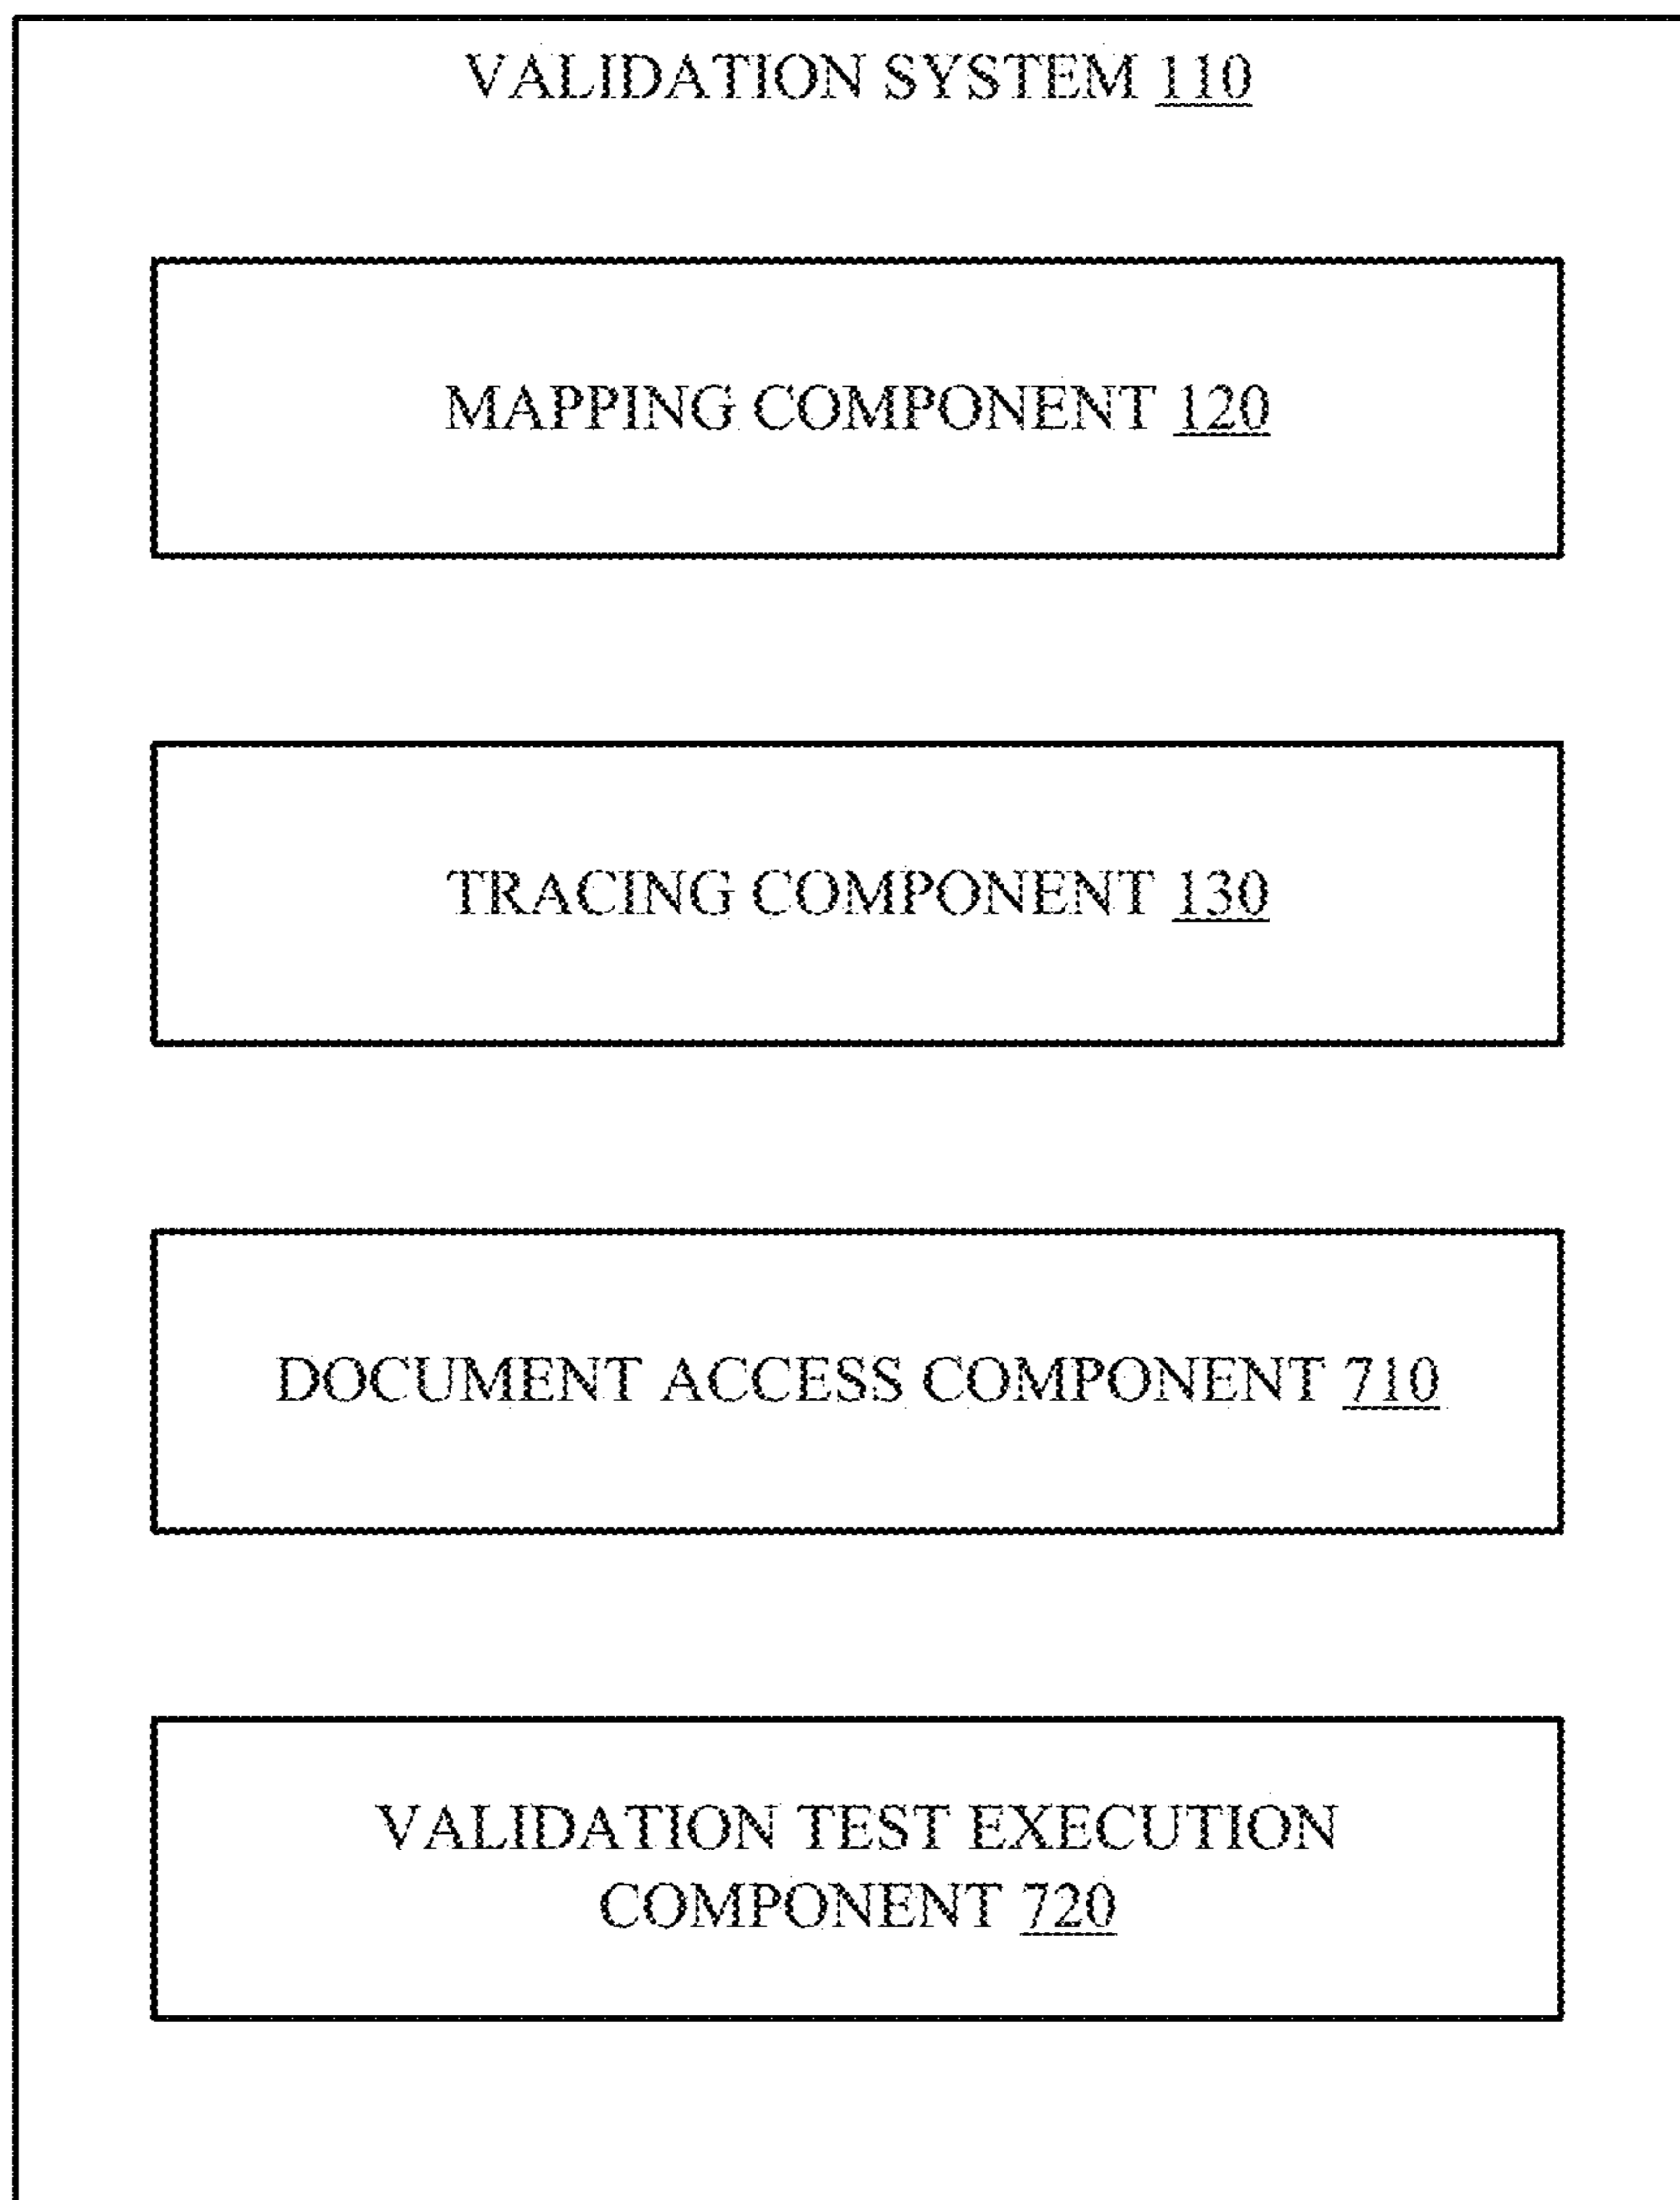 VALIDATION SYSTEM 110
MAPPING COMPONENT 120
TRACING COMPONENT 130
DOCUMENT ACCESS COMPONENT 710
VALIDATION TEST EXECUTION
COMPONENT 720